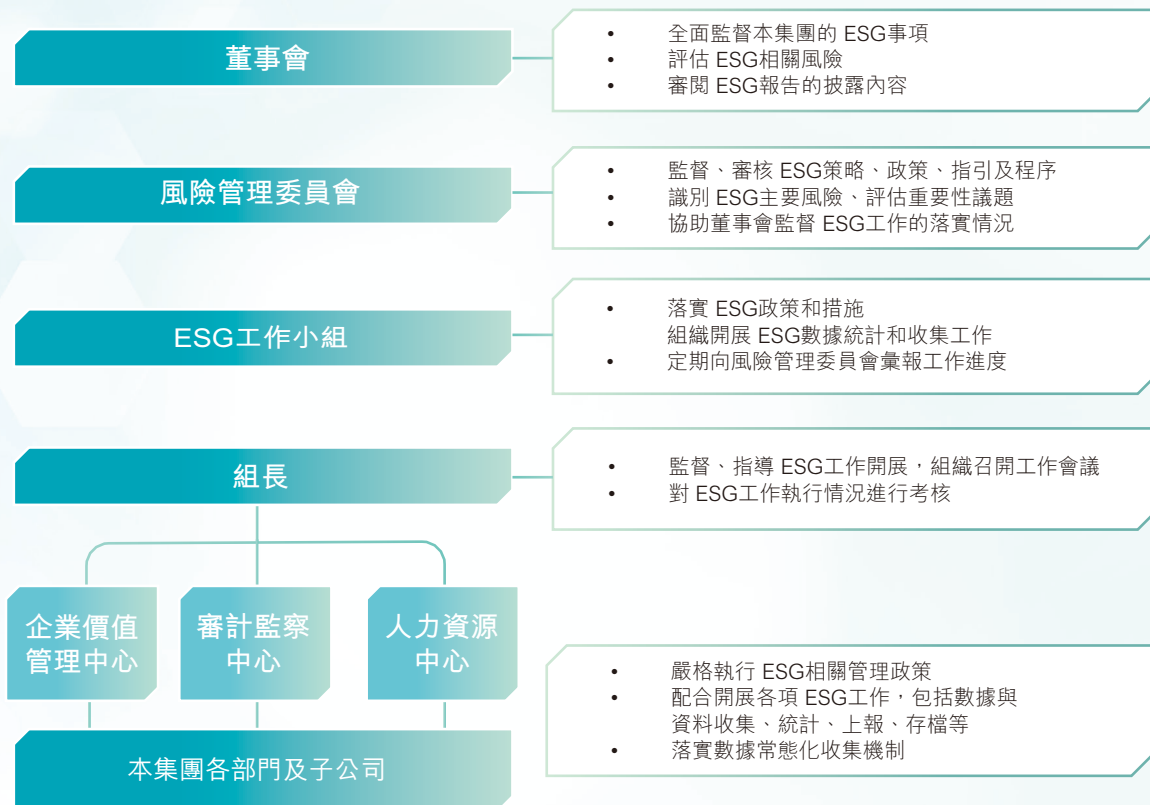 董事會
• 全面監督本集團的 ESG事項
• 評估 ESG相關風險
• 審閱 ESG報告的披露內容
風險管理委員會
• 監督、審核 ESG策略、政策、指引及程序
• 識別 ESG主要風險、評估重要性議題
• 協助董事會監督 ESG工作的落實情況
ESG工作小組
• 落實 ESG政策和措施
組織開展 ESG數據統計和收集工作
• 定期向風險管理委員會彙報工作進度
組長
• 監督、指導 ESG工作開展，組織召開工作會議
• 對 ESG工作執行情況進行考核
企業價值
管理中心
審計監察
中心
人力資源
中心
本集團各部門及子公司
• 嚴格執行 ESG相關管理政策
• 配合開展各項 ESG工作，包括數據與
資料收集、統計、上報、存檔等
• 落實數據常態化收集機制